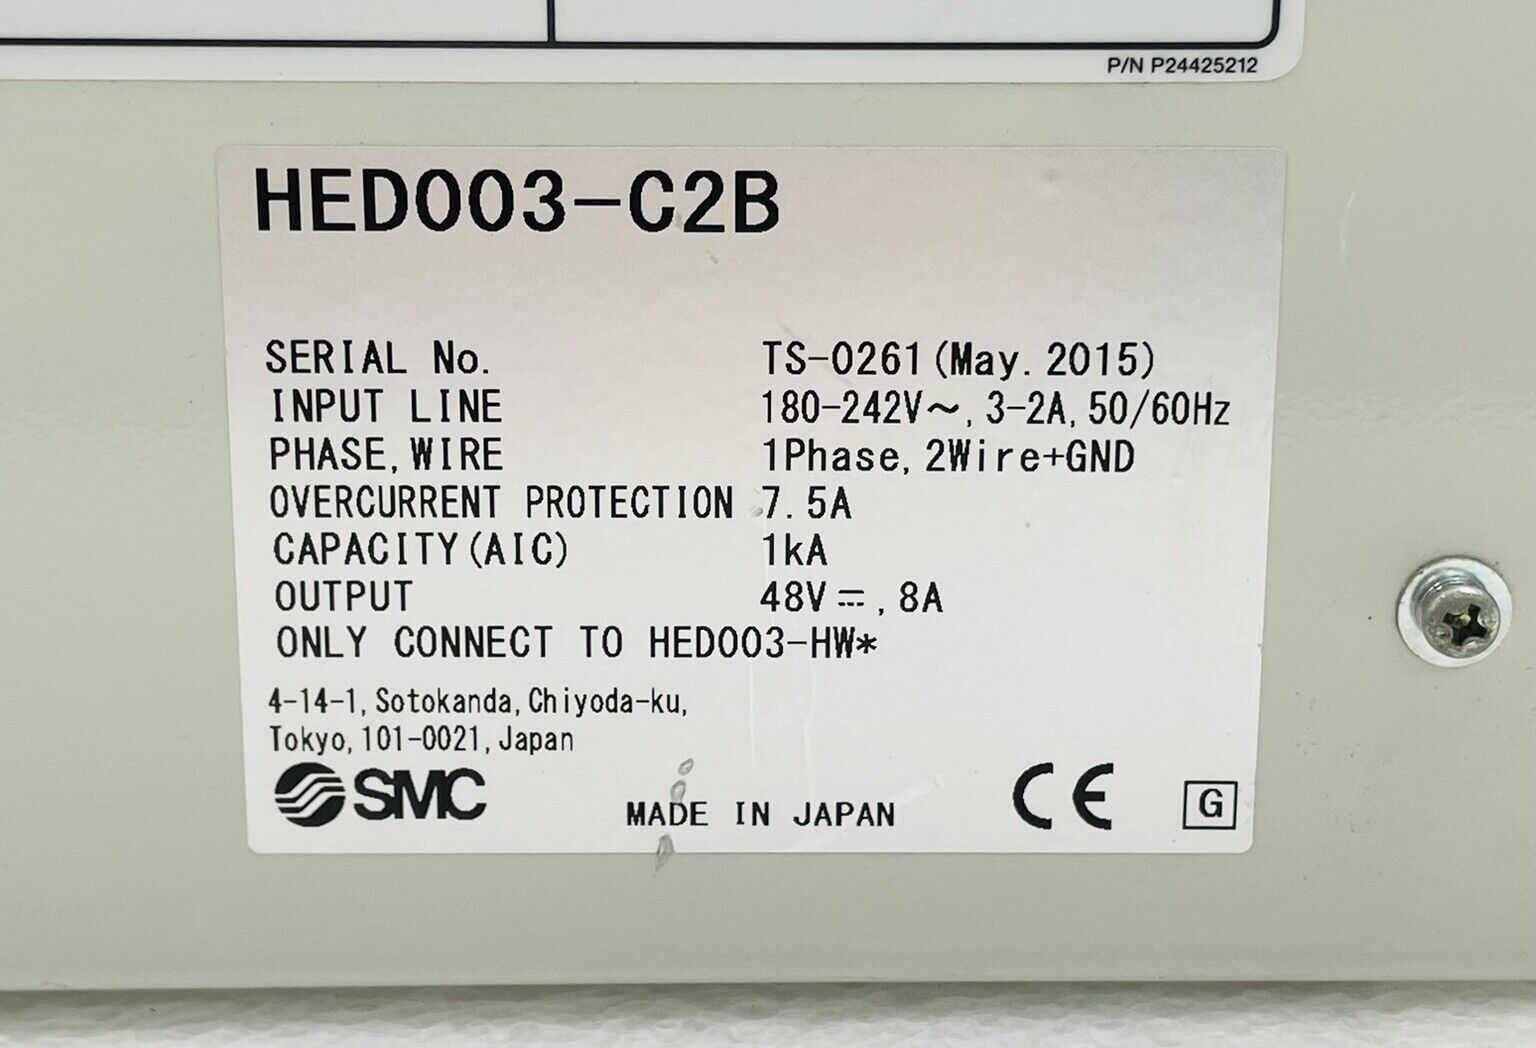 P/N P24425212
HED003-C2B
SERIAL No. TS-0261(May.2015)
INPUT LINE 180-242V～, 3-2A, 50/60Hz
PHASE, WIRE 1Phase, 2Wire+GND
OVERCURRENT PROTECTION 7.5A
CAPACITY(AIC) 1kA
OUTPUT 48V⎓, 8A
ONLY CONNECT TO HED003-HW*
4-14-1, Sotokanda, Chiyoda-ku,
Tokyo, 101-0021, Japan
SMC MADE IN JAPAN CE G